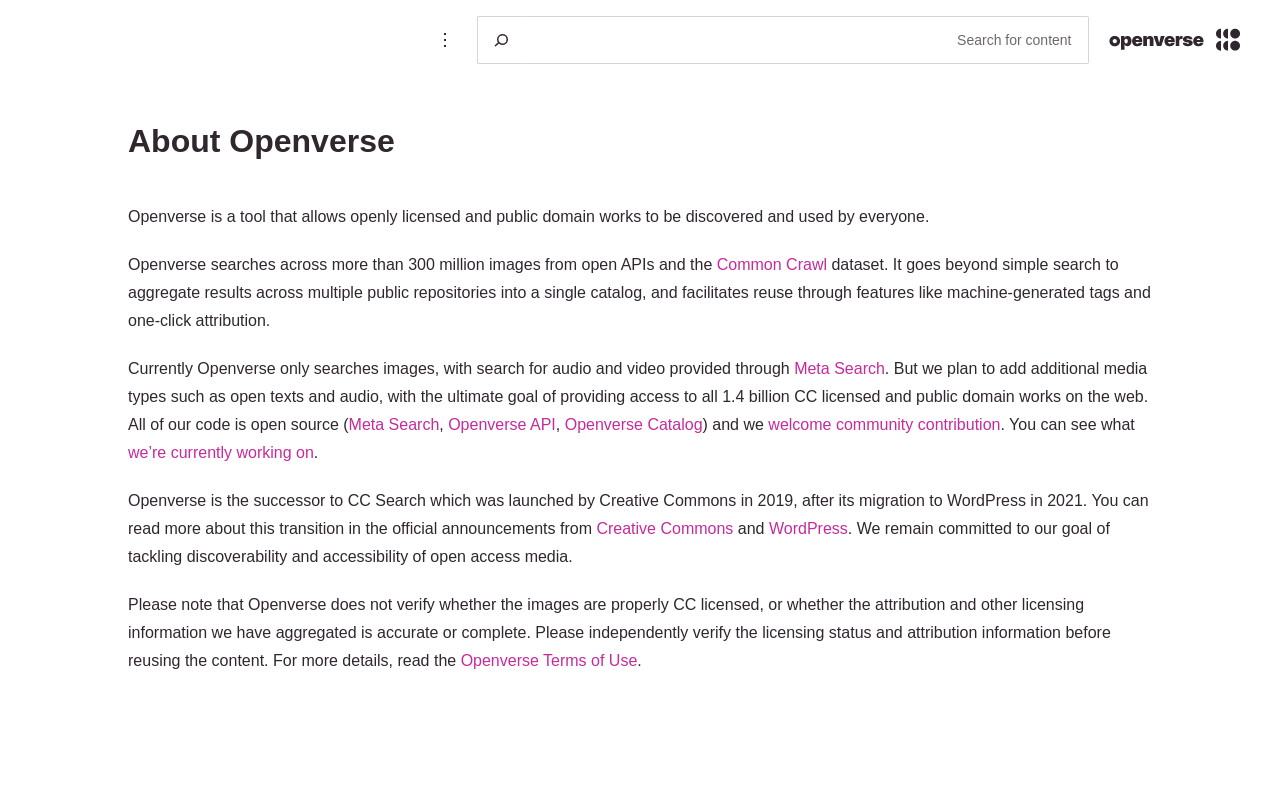 Search for content
openverse
About Openverse
Openverse is a tool that allows openly licensed and public domain works to be discovered and used by everyone.
Openverse searches across more than 300 million images from open APIs and the Common Crawl dataset. It goes beyond simple search to
aggregate results across multiple public repositories into a single catalog, and facilitates reuse through features like machine-generated tags and
one-click attribution.
Currently Openverse only searches images, with search for audio and video provided through Meta Search. But we plan to add additional media
types such as open texts and audio, with the ultimate goal of providing access to all 1.4 billion CC licensed and public domain works on the web.
All of our code is open source (Meta Search, Openverse API, Openverse Catalog) and we welcome community contribution. You can see what
we’re currently working on.
Openverse is the successor to CC Search which was launched by Creative Commons in 2019, after its migration to WordPress in 2021. You can
read more about this transition in the official announcements from Creative Commons and WordPress. We remain committed to our goal of
tackling discoverability and accessibility of open access media.
Please note that Openverse does not verify whether the images are properly CC licensed, or whether the attribution and other licensing
information we have aggregated is accurate or complete. Please independently verify the licensing status and attribution information before
reusing the content. For more details, read the Openverse Terms of Use.